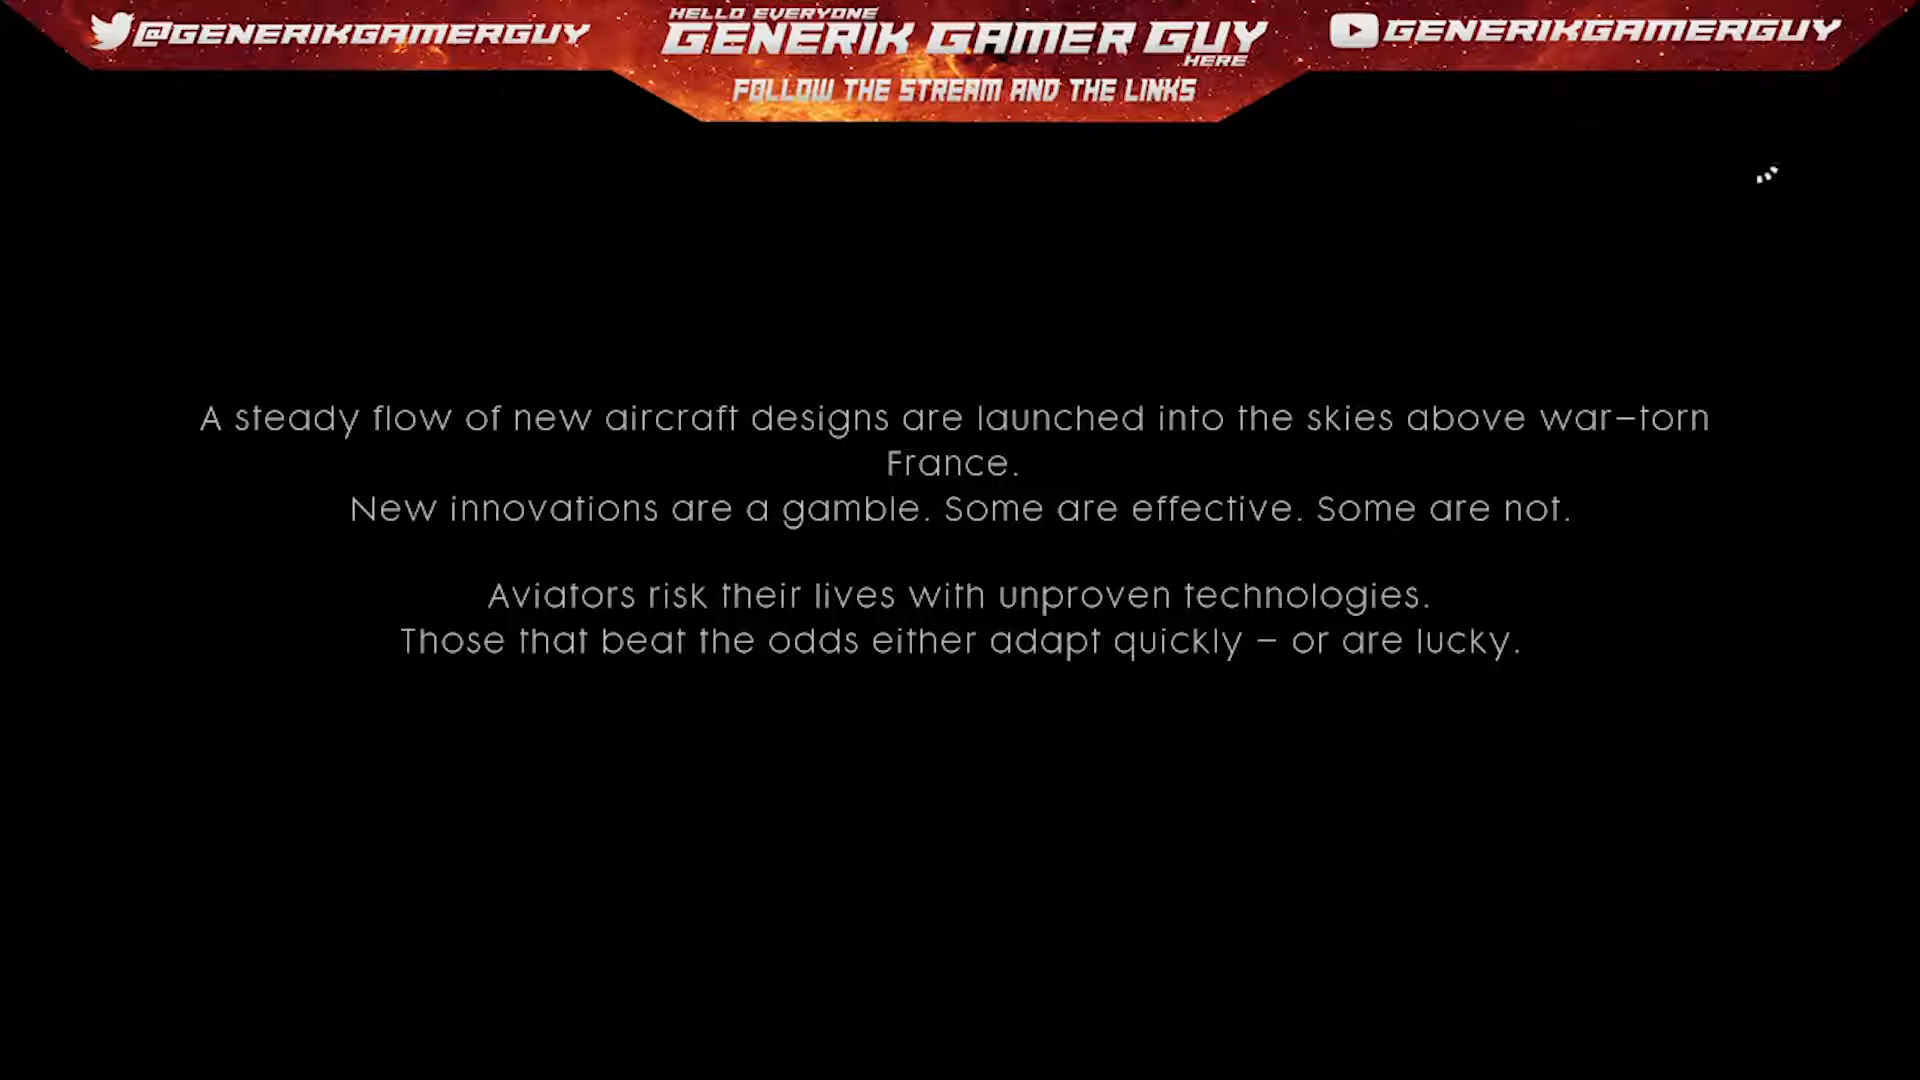 @GENERIKGAMERGUY
HELLO EVERYONE
GENERIK GAMER GUY
HERE
FOLLOW THE STREAM AND THE LINKS
GENERIKGAMERGUY
A steady flow of new aircraft designs are launched into the skies above war-torn
France.
New innovations are a gamble. Some are effective. Some are not.
Aviators risk their lives with unproven technologies.
Those that beat the odds either adapt quickly - or are lucky.